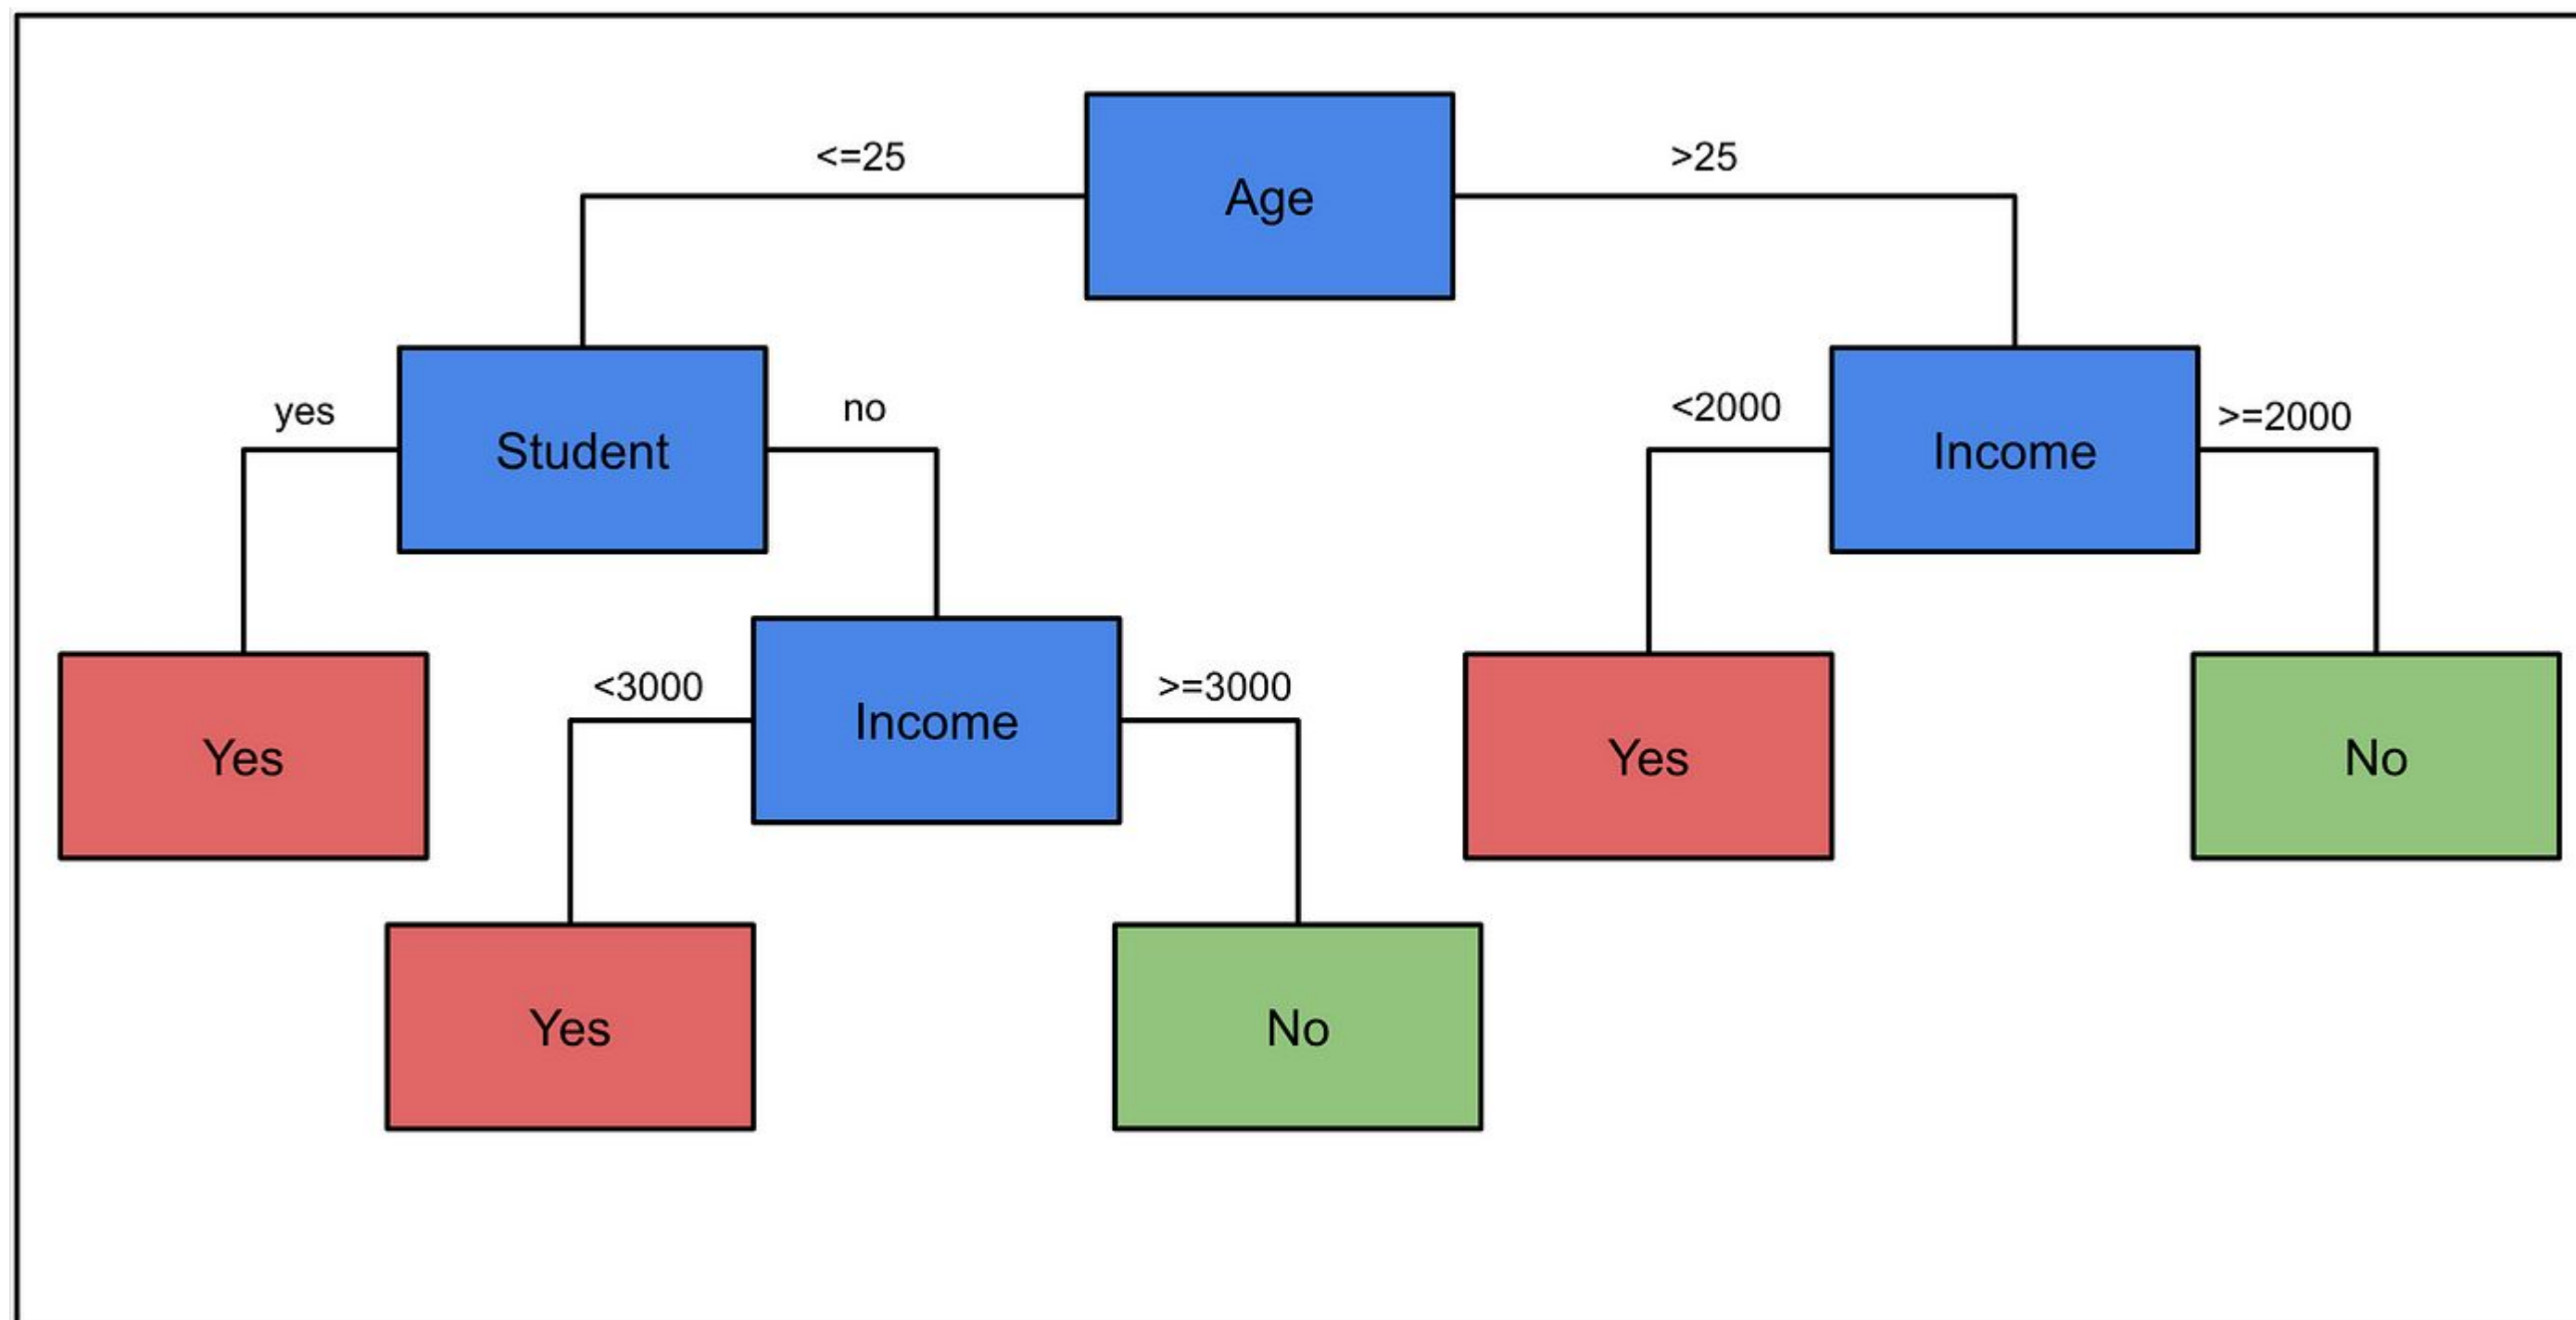 <=25
Age
>25
yes
Student
no
<2000
Income
>=2000
<3000
Income
>=3000
Yes
Yes
No
Yes
No